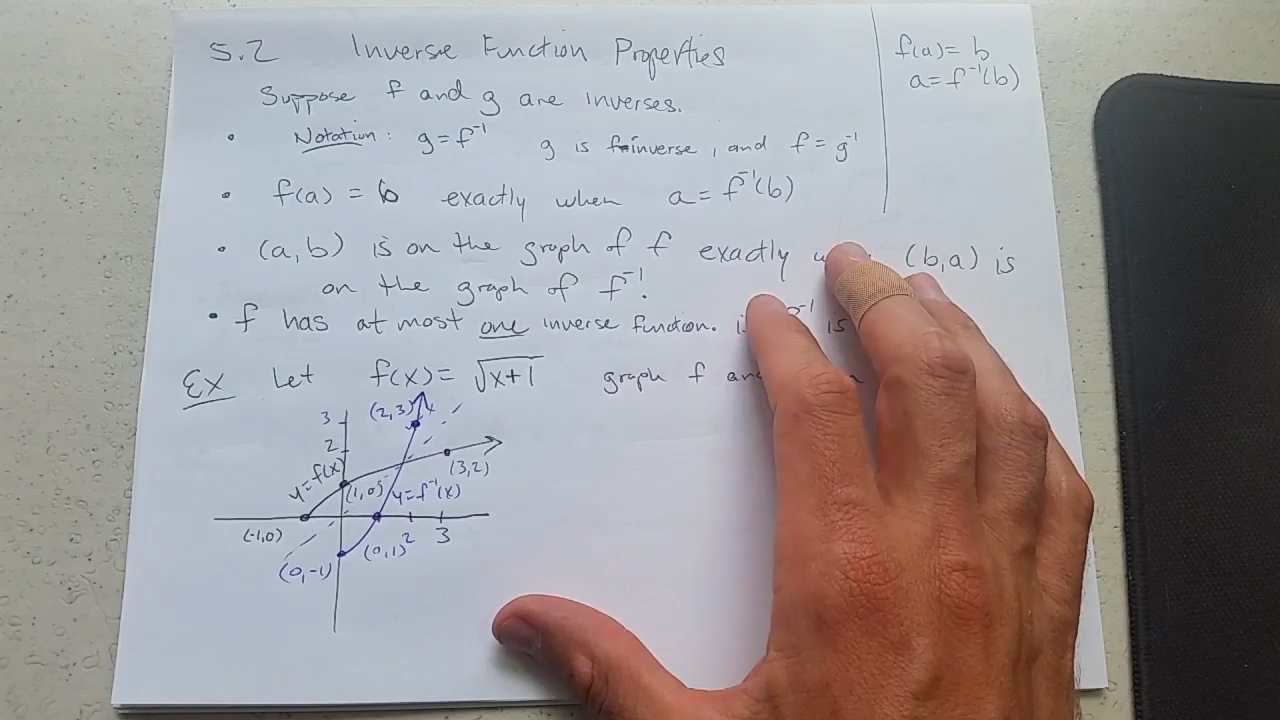 5.2 Inverse Function Properties
f(a) = b
a = f⁻¹(b)
Suppose f and g are inverses.
• Notation: g = f⁻¹ g is f inverse, and f = g⁻¹
• f(a) = b exactly when a = f⁻¹(b)
• (a,b) is on the graph of f exactly (b,a) is
on the graph of f⁻¹.
• f has at most one inverse function. is
Ex Let f(x) = √x+1 graph f
3
2
(2,3)
y=f(x)
(1,0)
(3,2)
y=f⁻¹(x)
(-1,0)
(0,1)
2
3
(0,-1)